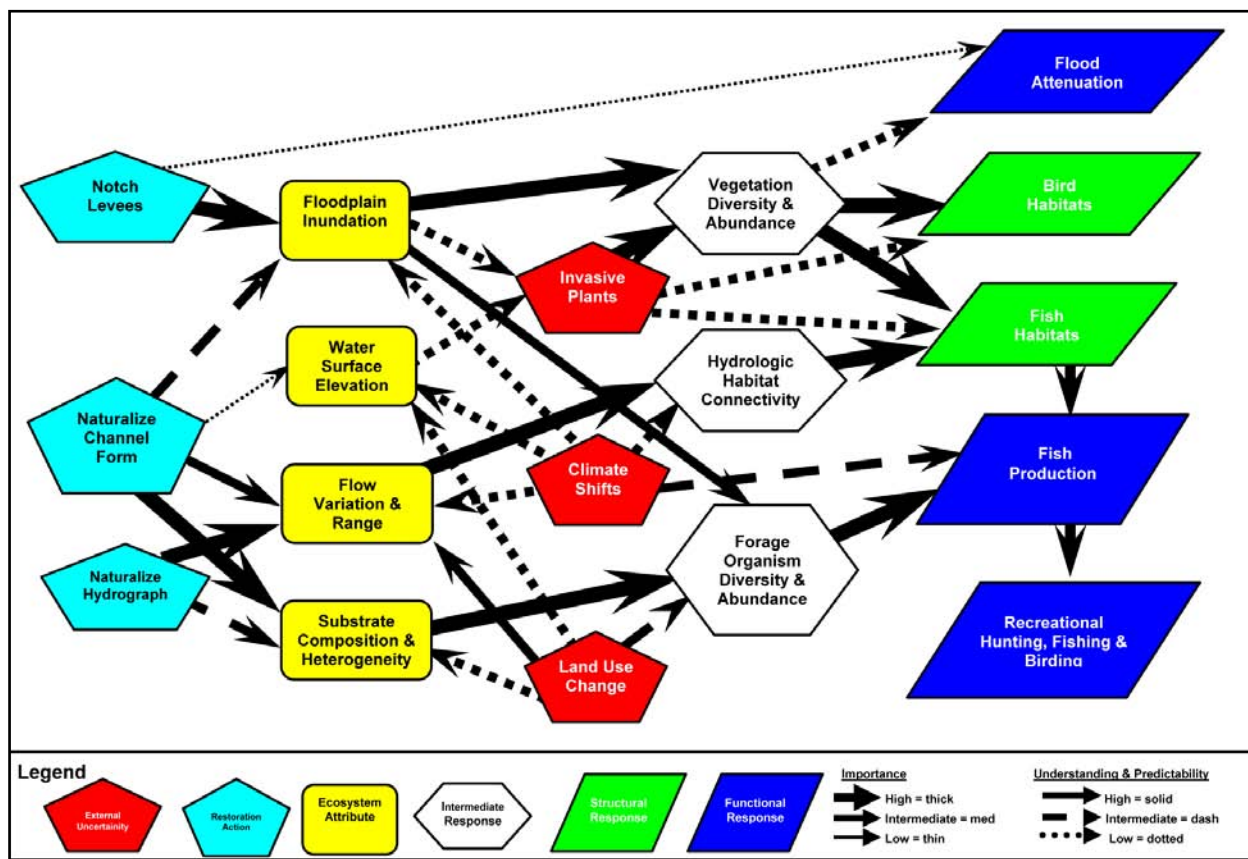 Flood
Attenuation
Notch
Levees
Floodplain
Inundation
Vegetation
Diversity &
Abundance
Bird
Habitats
Invasive
Plants
Fish
Habitats
Water
Surface
Elevation
Hydrologic
Habitat
Connectivity
Naturalize
Channel
Form
Flow
Variation &
Range
Climate
Shifts
Fish
Production
Forage
Organism
Diversity &
Abundance
Naturalize
Hydrograph
Substrate
Composition &
Heterogeneity
Land Use
Change
Recreational
Hunting, Fishing &
Birding
Legend
External
Uncertainity
Restoration
Action
Ecosystem
Attribute
Intermediate
Response
Structural
Response
Functional
Response
Importance
High = thick
Intermediate = med
Low = thin
Understanding & Predictability
High = solid
Intermediate = dash
Low = dotted